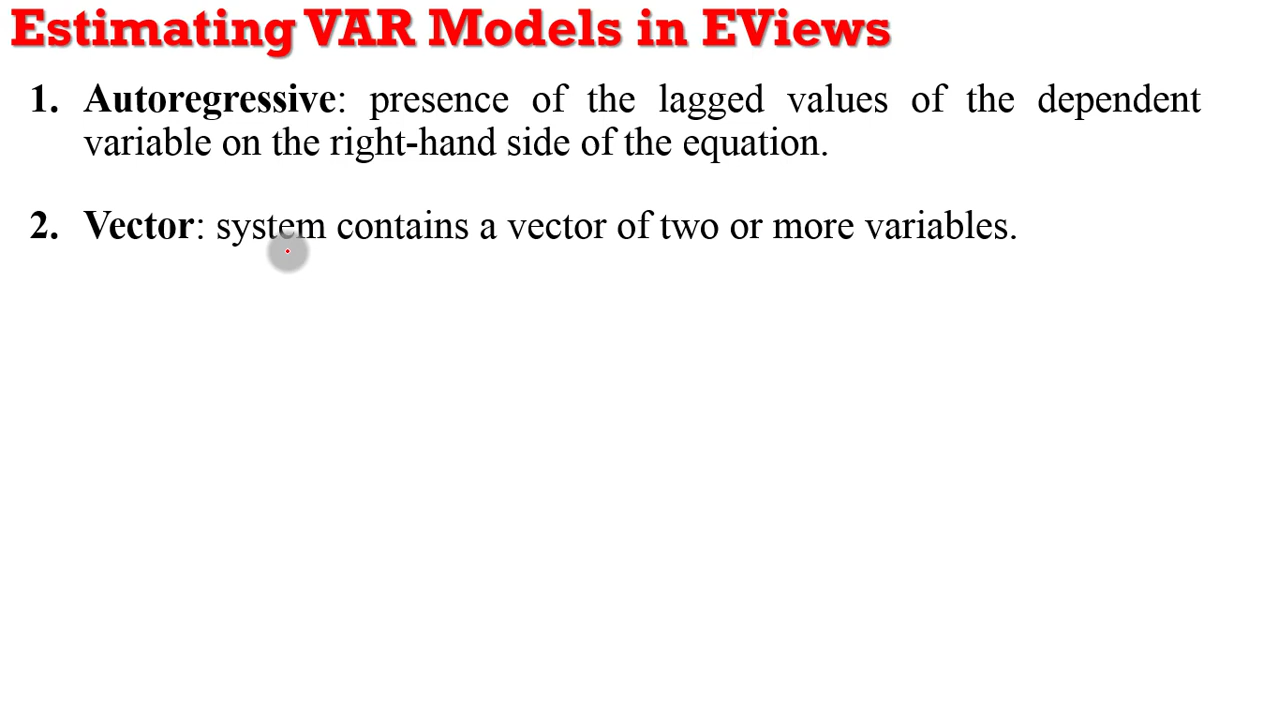 Estimating VAR Models in EViews
1. Autoregressive: presence of the lagged values of the dependent
variable on the right-hand side of the equation.
2. Vector: system contains a vector of two or more variables.